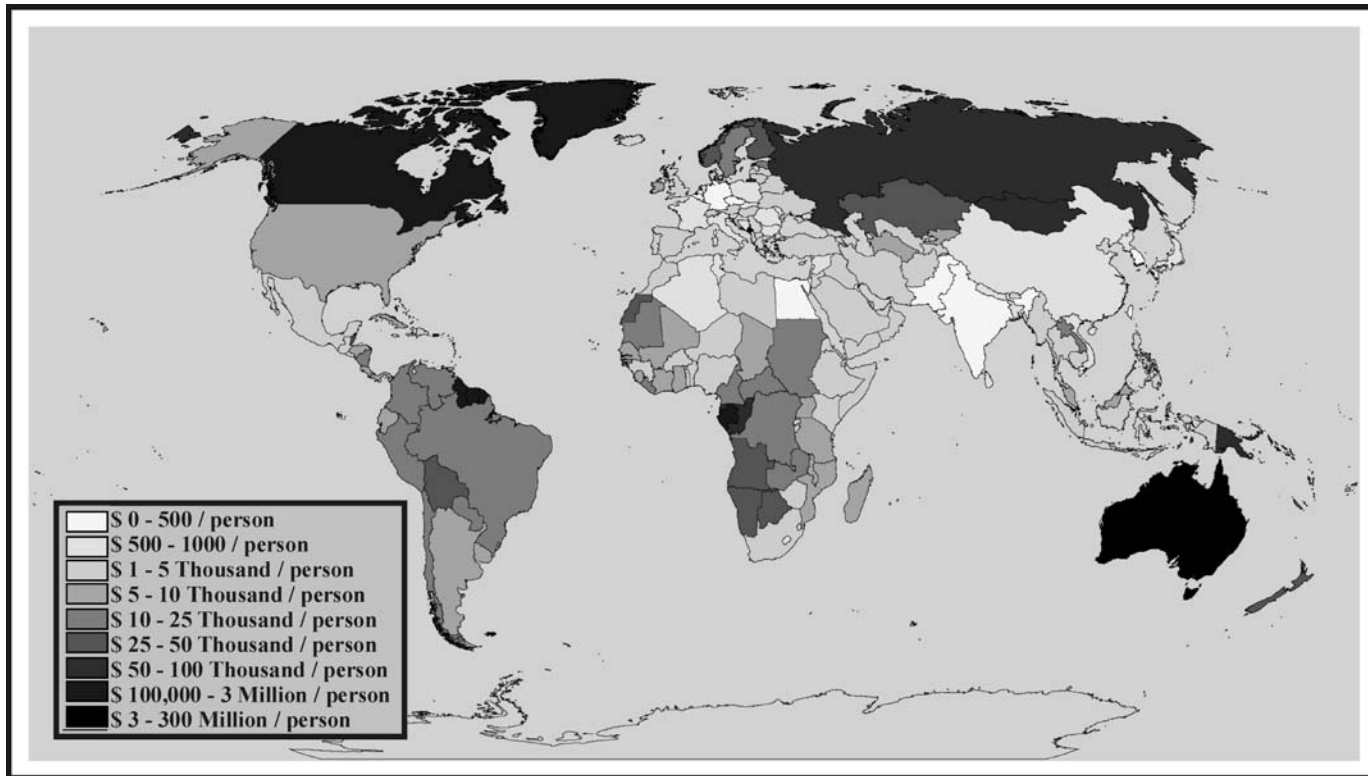 $ 0 - 500 / person
$ 500 - 1000 / person
$ 1 - 5 Thousand / person
$ 5 - 10 Thousand / person
$ 10 - 25 Thousand / person
$ 25 - 50 Thousand / person
$ 50 - 100 Thousand / person
$ 100,000 - 3 Million / person
$ 3 - 300 Million / person